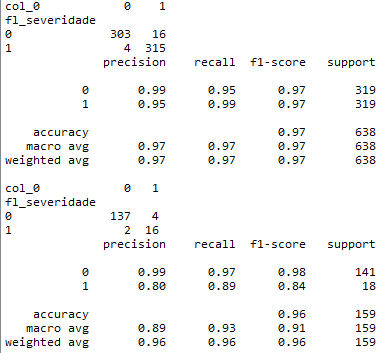 col_0 0 1
fl_severidade
0 303 16
1 4 315
precision recall f1-score support
0 0.99 0.95 0.97 319
1 0.95 0.99 0.97 319
accuracy 0.97 638
macro avg 0.97 0.97 0.97 638
weighted avg 0.97 0.97 0.97 638
col_0 0 1
fl_severidade
0 137 4
1 2 16
precision recall f1-score support
0 0.99 0.97 0.98 141
1 0.80 0.89 0.84 18
accuracy 0.96 159
macro avg 0.89 0.93 0.91 159
weighted avg 0.96 0.96 0.96 159